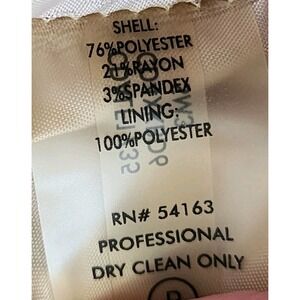 SHELL:
76%POLYESTER
21%RAYON
3%SPANDEX
LINING:
100%POLYESTER
RN# 54163
PROFESSIONAL
DRY CLEAN ONLY
P